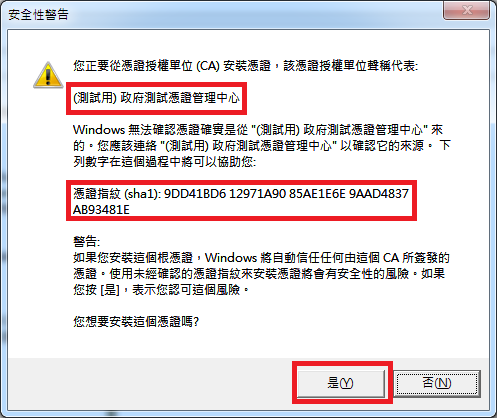 安全性警告
您正要從憑證授權單位 (CA) 安裝憑證，該憑證授權單位聲稱代表:
(測試用) 政府測試憑證管理中心
Windows 無法確認憑證確實是從 "(測試用) 政府測試憑證管理中心" 來
的。您應該連絡 "(測試用) 政府測試憑證管理中心" 以確認它的來源。 下
列數字在這個過程中將可以協助您:
憑證指紋 (sha1): 9DD41BD6 12971A90 85AE1E6E 9AAD4837
AB93481E
警告:
如果您安裝這個根憑證，Windows 將自動信任任何由這個 CA 所簽發的
憑證。使用未經確認的憑證指紋來安裝憑證將會有安全性的風險。如果
您按 [是]，表示您認可這個風險。
您想要安裝這個憑證嗎?
是(Y) 否(N)